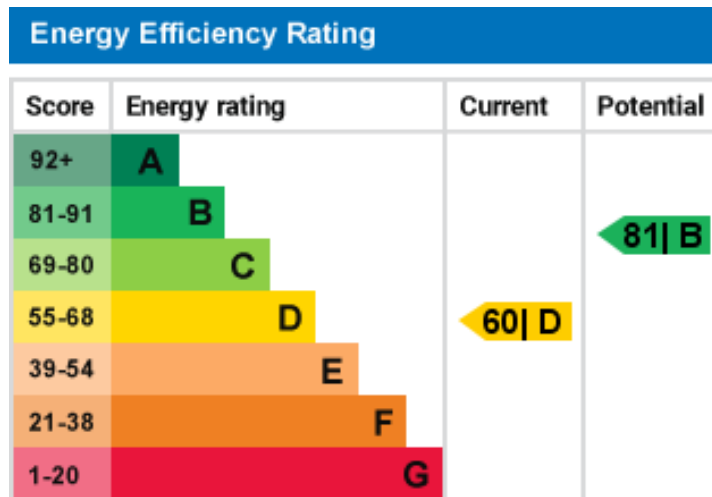 Energy Efficiency Rating
Score Energy rating Current Potential
92+ A
81-91 B
81| B
69-80 C
55-68 D 60| D
39-54 E
21-38 F
1-20 G